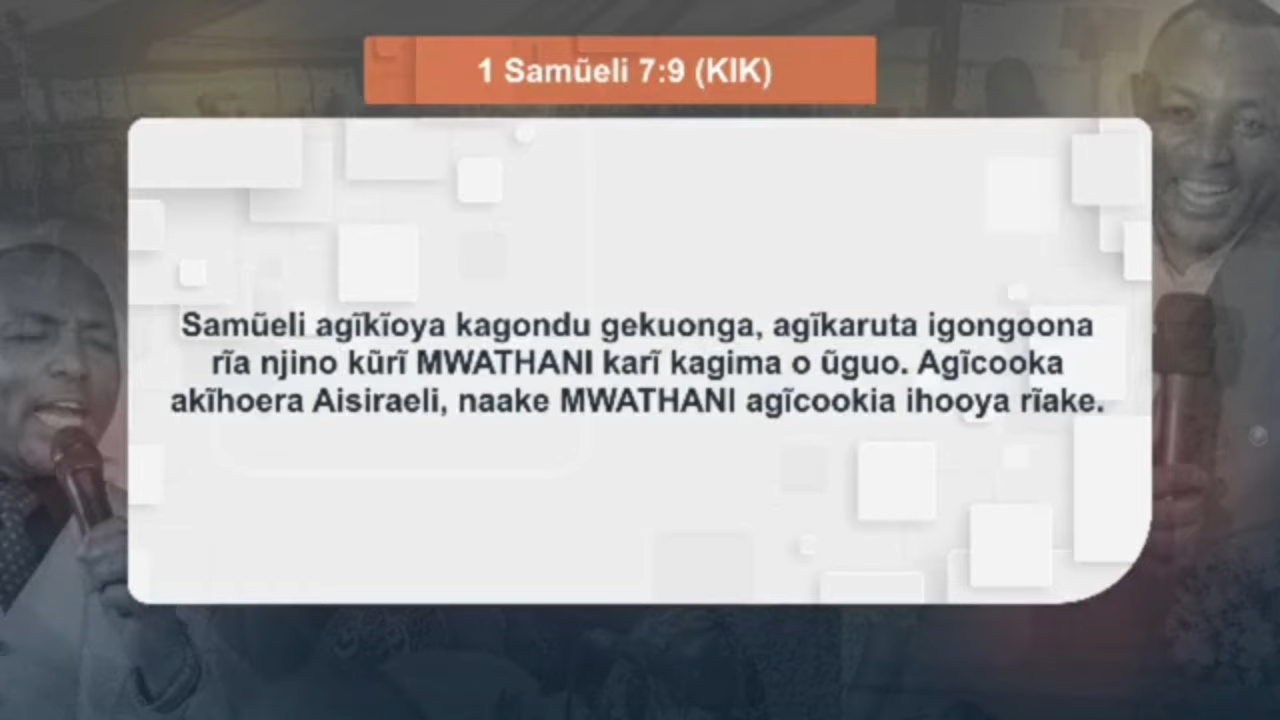 1 Samũeli 7:9 (KIK)
Samũeli agĩkĩoya kagondu gekuonga, agĩkaruta igongoona
rĩa njino kũrĩ MWATHANI karĩ kagima o ũguo. Agĩcooka
akĩhoera Aisiraeli, naake MWATHANI agĩcookia ihooya rĩake.